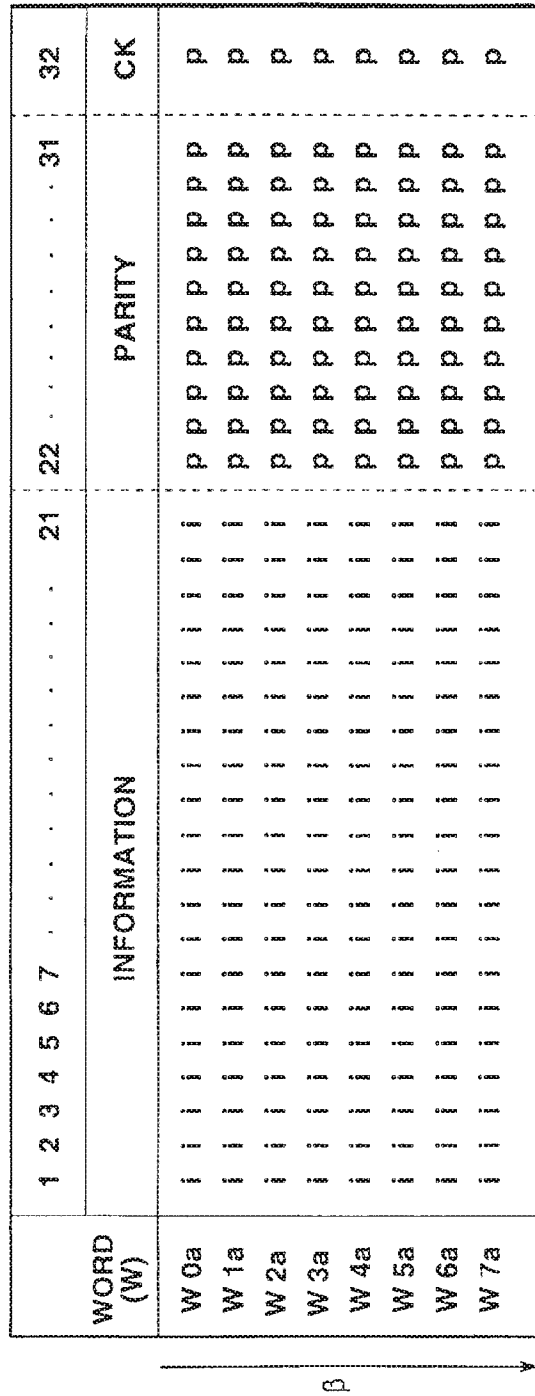 1 2 3 4 5 6 7 . . . . . . . . . . 21 22 . . . . . . . . 31 32
WORD (W) INFORMATION PARITY CK
W 0a i i i i i i i i i i i i i i i i i i i i p p p p p p p p p p p
W 1a i i i i i i i i i i i i i i i i i i i i p p p p p p p p p p p
W 2a i i i i i i i i i i i i i i i i i i i i p p p p p p p p p p p
W 3a i i i i i i i i i i i i i i i i i i i i p p p p p p p p p p p
W 4a i i i i i i i i i i i i i i i i i i i i p p p p p p p p p p p
W 5a i i i i i i i i i i i i i i i i i i i i p p p p p p p p p p p
W 6a i i i i i i i i i i i i i i i i i i i i p p p p p p p p p p p
W 7a i i i i i i i i i i i i i i i i i i i i p p p p p p p p p p p
β